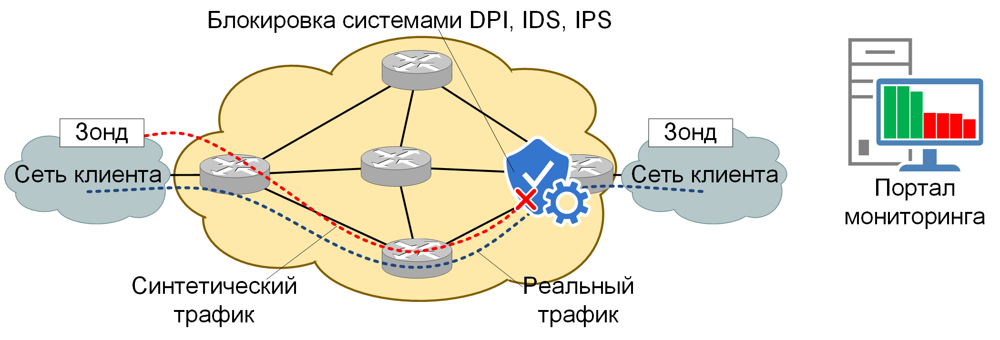 Блокировка системами DPI, IDS, IPS
Зонд
Сеть клиента
Зонд
Сеть клиента
Портал
мониторинга
Синтетический
трафик
Реальный
трафик